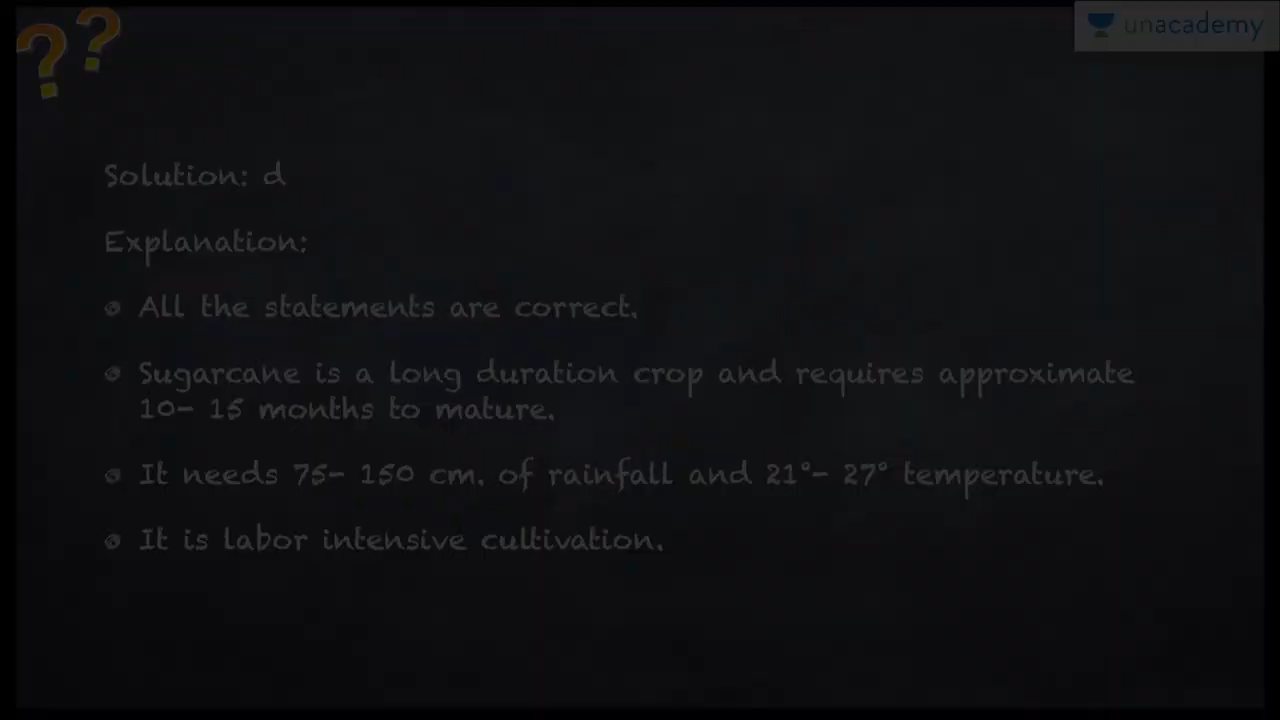 ? ?
unacademy
Solution: d
Explanation:
All the statements are correct.
Sugarcane is a long duration crop and requires approximate
10- 15 months to mature.
It needs 75- 150 cm. of rainfall and 21°- 27° temperature.
It is labor intensive cultivation.